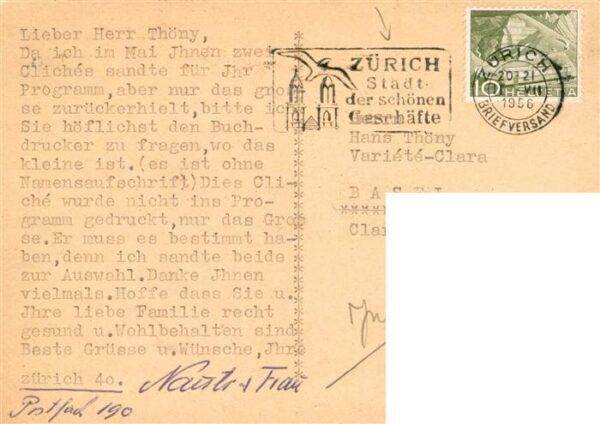 Lieber Herr Thöny,
Da ich im Mai Jhnen zwei
Clichés sandte für Jhr
Programm,aber nur das gros
se zurückerhielt,bitte ich
Sie höflichst den Buch-
drucker zu fragen,wo das
kleine ist.(es ist ohne
Namensaufschrift)Dies Cli-
ché wurde nicht ins Pro-
gramm gedruckt,nur das Gros
se.Er muss es bestimmt ha-
ben,denn ich sandte beide
zur Auswahl.Danke Jhnen
vielmals.Hoffe dass Sie u.
Jhre liebe Familie recht
gesund u.Wohlbehalten sind
Beste Grüsse u.Wünsche,Jhre
zürich 4o. + Frau
Postfach 190
ZÜRICH
Stadt
der schönen
Geschäfte
ZÜRICH
1956
BRIEFVERSAND
10 HELVETIA
Hans Thöny
Variété-Clara
BASEL
Clar